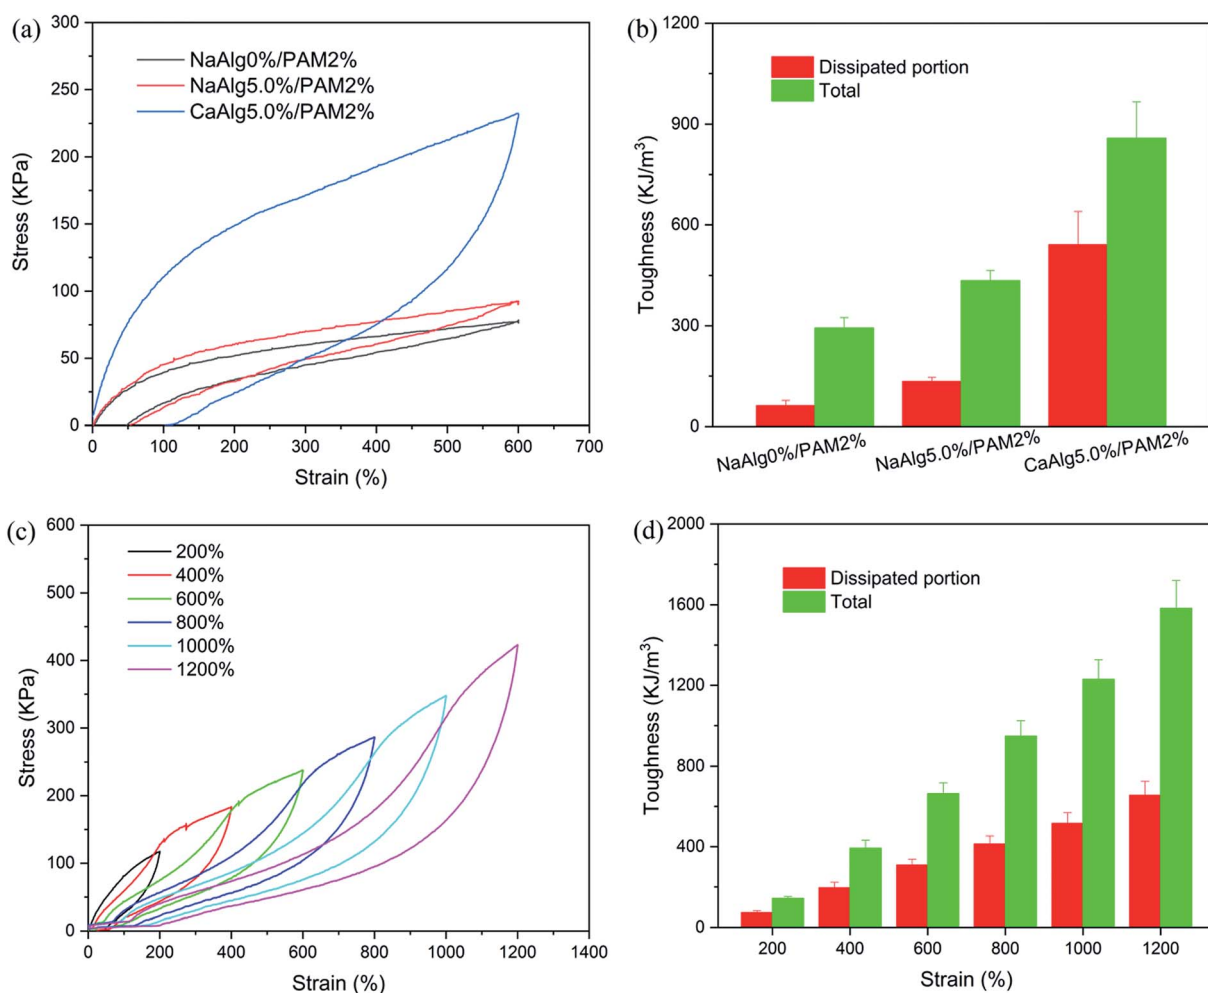 (a)
300
250
200
150
100
50
0
Stress (KPa)
NaAlg0%/PAM2%
NaAlg5.0%/PAM2%
CaAlg5.0%/PAM2%
0 100 200 300 400 500 600 700
Strain (%)
(b)
1200
900
600
300
0
Toughness (KJ/m³)
Dissipated portion
Total
NaAlg0%/PAM2%
NaAlg5.0%/PAM2%
CaAlg5.0%/PAM2%
(c)
600
500
400
300
200
100
0
Stress (KPa)
200%
400%
600%
800%
1000%
1200%
0 200 400 600 800 1000 1200 1400
Strain (%)
(d)
2000
1600
1200
800
400
0
Toughness (KJ/m³)
Dissipated portion
Total
200 400 600 800 1000 1200
Strain (%)